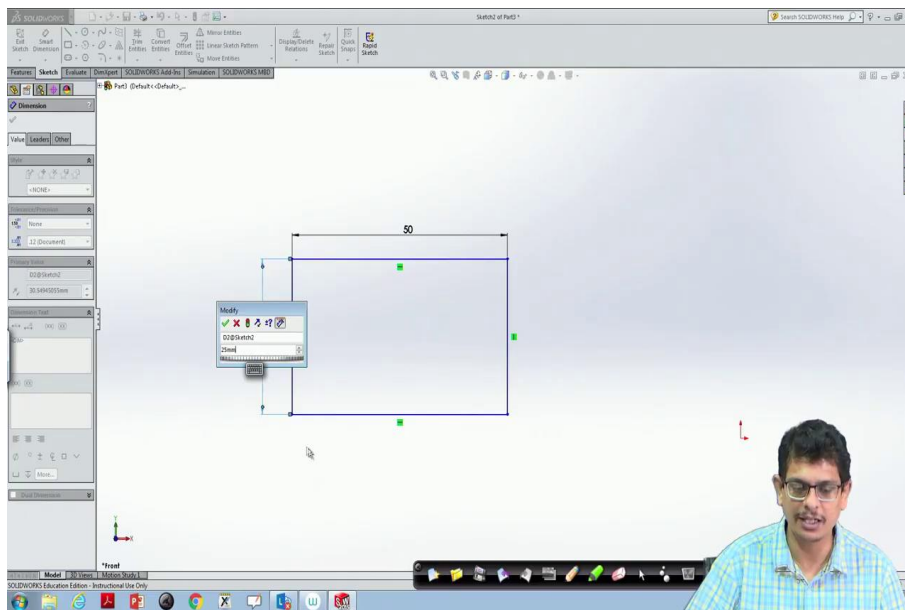 SOLIDWORKS
Sketch2 of Part3 *
Search SOLIDWORKS Help
Exit Sketch
Smart Dimension
Trim Entities
Convert Entities
Offset Entities
Mirror Entities
Linear Sketch Pattern
Move Entities
Display/Delete Relations
Repair Sketch
Quick Snaps
Rapid Sketch
Features Sketch Evaluate DimXpert SOLIDWORKS Add-Ins Simulation SOLIDWORKS MBD
Part3 (Default<<Default>_...
Dimension
Value Leaders Other
Style
<NONE>
Tolerance/Precision
None
.12 (Document)
Primary Value
D2@Sketch2
30.54945055mm
Dimension Text
More...
Dual Dimension
50
Modify
D2@Sketch2
25mm
Y
X
*Front
Model 3D Views Motion Study 1
SOLIDWORKS Education Edition - Instructional Use Only